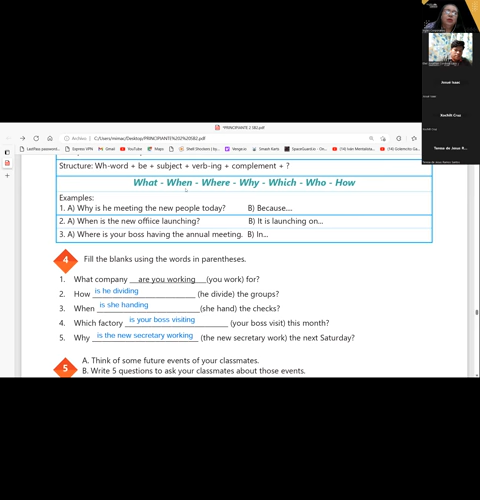 *PRINCIPIANTE 2 SB2.pdf
Archivo
C:/Users/mimac/Desktop/PRINCIPIANTE%202%20SB2.pdf
Express VPN
Gmail
YouTube
Maps
Structure: Wh-word + be + subject + verb-ing + complement + ?
What - When - Where - Why - Which - Who - How
Examples:
1. A) Why is he meeting the new people today? B) Because...
2. A) When is the new office launching? B) It is launching on...
3. A) Where is your boss having the annual meeting. B) In...
4 Fill the blanks using the words in parentheses.
1. What company are you working (you work) for?
2. How is he dividing (he divide) the groups?
3. When is she handing (she hand) the checks?
4. Which factory is your boss visiting (your boss visit) this month?
5. Why is the new secretary working (the new secretary work) the next Saturday?
5 A. Think of some future events of your classmates.
B. Write 5 questions to ask your classmates about those events.
Xochilt Cruz